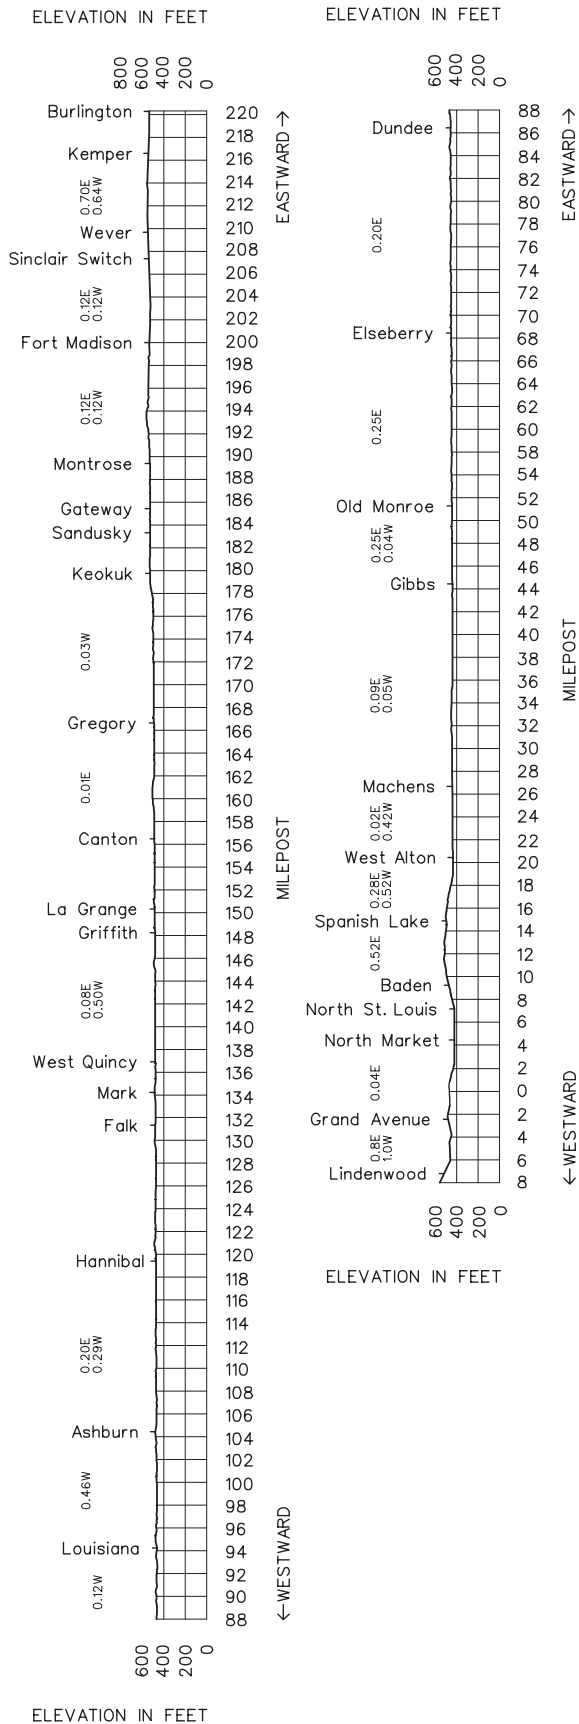 ELEVATION IN FEET
800 600 400 200 0
Burlington
Kemper
0.70E
0.64W
Wever
Sinclair Switch
0.12E
0.12W
Fort Madison
0.12E
0.12W
Montrose
Gateway
Sandusky
Keokuk
0.03W
Gregory
0.01E
Canton
La Grange
Griffith
0.08E
0.50W
West Quincy
Mark
Falk
Hannibal
0.20E
0.29W
Ashburn
0.46W
Louisiana
0.12W
220
218
216
214
212
210
208
206
204
202
200
198
196
194
192
190
188
186
184
182
180
178
176
174
172
170
168
166
164
162
160
158
156
154
152
150
148
146
144
142
140
138
136
134
132
130
128
126
124
122
120
118
116
114
112
110
108
106
104
102
100
98
96
94
92
90
88
EASTWARD→
MILEPOST
←WESTWARD
600 400 200 0
ELEVATION IN FEET
ELEVATION IN FEET
600 400 200 0
Dundee
0.20E
Elseberry
0.25E
Old Monroe
0.25E
0.04W
Gibbs
0.09E
0.05W
Machens
0.02E
0.42W
West Alton
0.28E
0.52W
Spanish Lake
0.52E
Baden
North St. Louis
North Market
0.04E
Grand Avenue
0.8E
1.0W
Lindenwood
88
86
84
82
80
78
76
74
72
70
68
66
64
62
60
58
54
52
50
48
46
44
42
40
38
36
34
32
30
28
26
24
22
20
18
16
14
12
10
8
6
4
2
0
2
4
6
8
EASTWARD→
MILEPOST
←WESTWARD
600 400 200 0
ELEVATION IN FEET